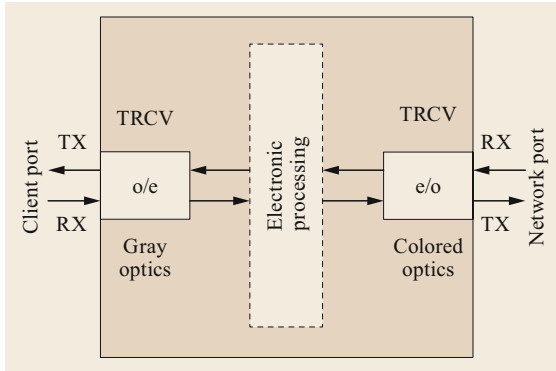 Client port
TX
RX
TRCV
o/e
Gray
optics
Electronic
processing
TRCV
e/o
Colored
optics
RX
TX
Network port